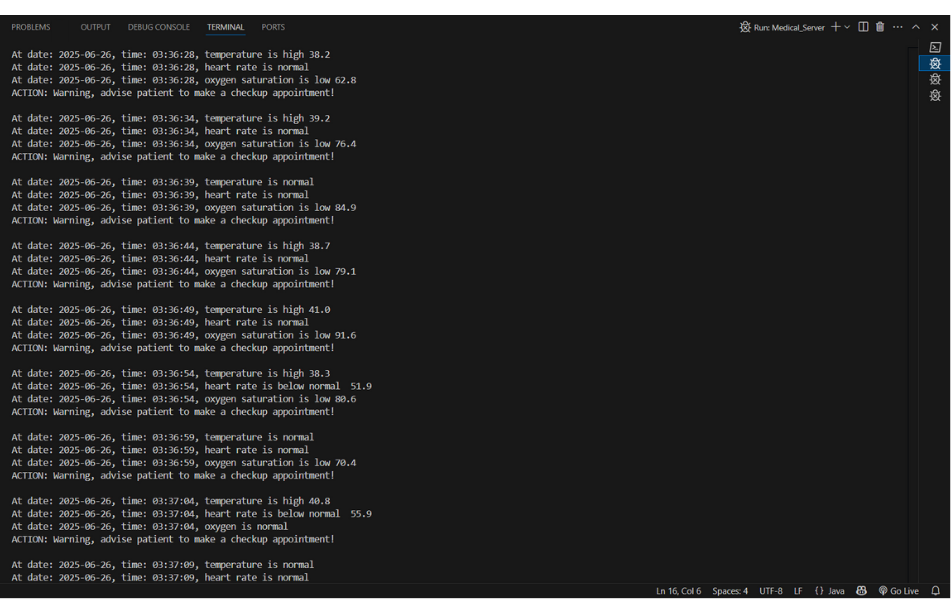 PROBLEMS OUTPUT DEBUG CONSOLE TERMINAL PORTS Run: Medical_Server
At date: 2025-06-26, time: 03:36:28, temperature is high 38.2
At date: 2025-06-26, time: 03:36:28, heart rate is normal
At date: 2025-06-26, time: 03:36:28, oxygen saturation is low 62.8
ACTION: Warning, advise patient to make a checkup appointment!
At date: 2025-06-26, time: 03:36:34, temperature is high 39.2
At date: 2025-06-26, time: 03:36:34, heart rate is normal
At date: 2025-06-26, time: 03:36:34, oxygen saturation is low 76.4
ACTION: Warning, advise patient to make a checkup appointment!
At date: 2025-06-26, time: 03:36:39, temperature is normal
At date: 2025-06-26, time: 03:36:39, heart rate is normal
At date: 2025-06-26, time: 03:36:39, oxygen saturation is low 84.9
ACTION: Warning, advise patient to make a checkup appointment!
At date: 2025-06-26, time: 03:36:44, temperature is high 38.7
At date: 2025-06-26, time: 03:36:44, heart rate is normal
At date: 2025-06-26, time: 03:36:44, oxygen saturation is low 79.1
ACTION: Warning, advise patient to make a checkup appointment!
At date: 2025-06-26, time: 03:36:49, temperature is high 41.0
At date: 2025-06-26, time: 03:36:49, heart rate is normal
At date: 2025-06-26, time: 03:36:49, oxygen saturation is low 91.6
ACTION: Warning, advise patient to make a checkup appointment!
At date: 2025-06-26, time: 03:36:54, temperature is high 38.3
At date: 2025-06-26, time: 03:36:54, heart rate is below normal  51.9
At date: 2025-06-26, time: 03:36:54, oxygen saturation is low 80.6
ACTION: Warning, advise patient to make a checkup appointment!
At date: 2025-06-26, time: 03:36:59, temperature is normal
At date: 2025-06-26, time: 03:36:59, heart rate is normal
At date: 2025-06-26, time: 03:36:59, oxygen saturation is low 70.4
ACTION: Warning, advise patient to make a checkup appointment!
At date: 2025-06-26, time: 03:37:04, temperature is high 40.8
At date: 2025-06-26, time: 03:37:04, heart rate is below normal  55.9
At date: 2025-06-26, time: 03:37:04, oxygen is normal
ACTION: Warning, advise patient to make a checkup appointment!
At date: 2025-06-26, time: 03:37:09, temperature is normal
At date: 2025-06-26, time: 03:37:09, heart rate is normal
Ln 16, Col 6 Spaces: 4 UTF-8 LF {} Java Go Live